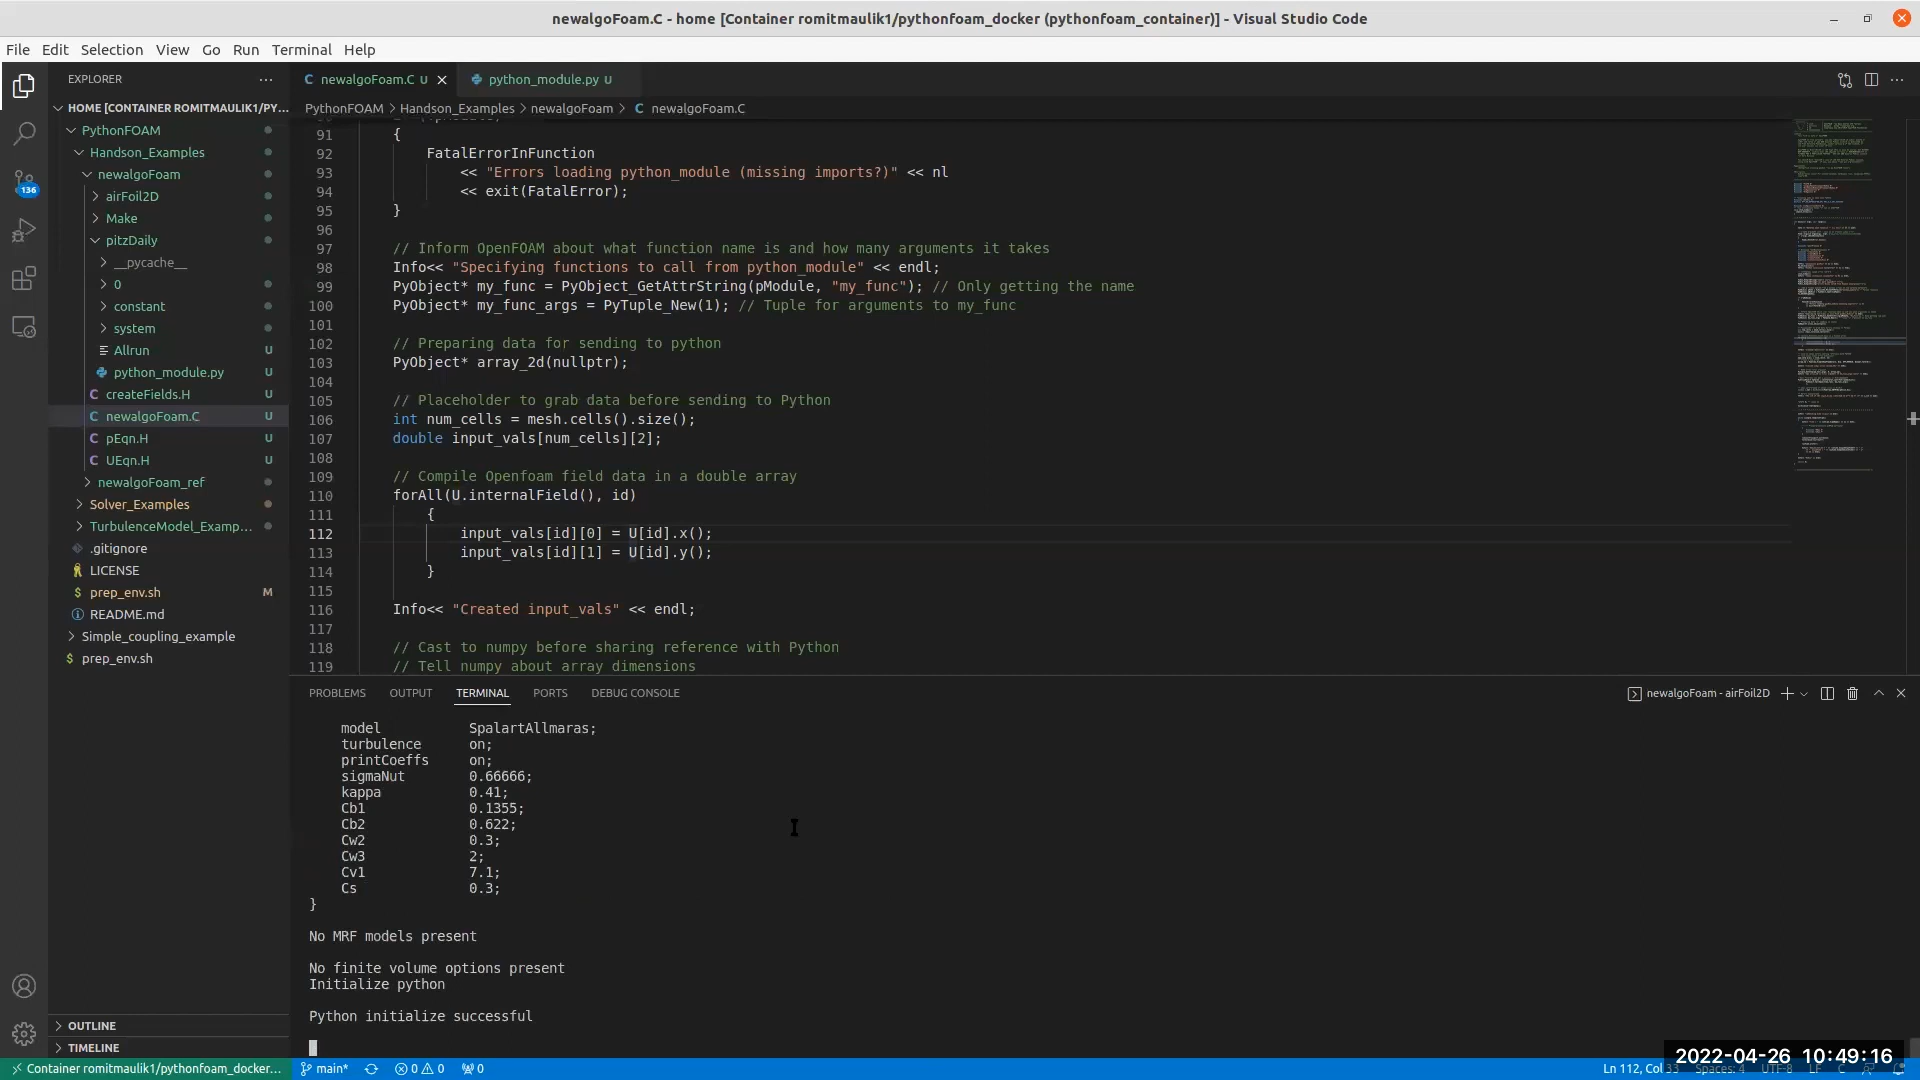 newalgoFoam.C - home [Container romitmaulik1/pythonfoam_docker (pythonfoam_container)] - Visual Studio Code
File Edit Selection View Go Run Terminal Help
EXPLORER
HOME [CONTAINER ROMITMAULIK1/PY...
PythonFOAM
Handson_Examples
newalgoFoam
airFoil2D
Make
pitzDaily
__pycache__
0
constant
system
Allrun U
python_module.py U
createFields.H U
newalgoFoam.C U
pEqn.H U
UEqn.H U
newalgoFoam_ref
Solver_Examples
TurbulenceModel_Examp...
.gitignore
LICENSE
prep_env.sh M
README.md
Simple_coupling_example
prep_env.sh
OUTLINE
TIMELINE
136
newalgoFoam.C U
python_module.py U
PythonFOAM > Handson_Examples > newalgoFoam > newalgoFoam.C
91 {
92 FatalErrorInFunction
93 << "Errors loading python_module (missing imports?)" << nl
94 << exit(FatalError);
95 }
96
97 // Inform OpenFOAM about what function name is and how many arguments it takes
98 Info<< "Specifying functions to call from python_module" << endl;
99 PyObject* my_func = PyObject_GetAttrString(pModule, "my_func"); // Only getting the name
100 PyObject* my_func_args = PyTuple_New(1); // Tuple for arguments to my_func
101
102 // Preparing data for sending to python
103 PyObject* array_2d(nullptr);
104
105 // Placeholder to grab data before sending to Python
106 int num_cells = mesh.cells().size();
107 double input_vals[num_cells][2];
108
109 // Compile Openfoam field data in a double array
110 forAll(U.internalField(), id)
111 {
112 input_vals[id][0] = U[id].x();
113 input_vals[id][1] = U[id].y();
114 }
115
116 Info<< "Created input_vals" << endl;
117
118 // Cast to numpy before sharing reference with Python
119 // Tell numpy about array dimensions
PROBLEMS OUTPUT TERMINAL PORTS DEBUG CONSOLE
newalgoFoam - airFoil2D
model SpalartAllmaras;
turbulence on;
printCoeffs on;
sigmaNut 0.66666;
kappa 0.41;
Cb1 0.1355;
Cb2 0.622;
Cw2 0.3;
Cw3 2;
Cv1 7.1;
Cs 0.3;
}
No MRF models present
No finite volume options present
Initialize python
Python initialize successful
2022-04-26 10:49:16
Container romitmaulik1/pythonfoam_docker... main* 0 0 0 Ln 112, Col 33 Spaces: 4 UTF-8 LF C